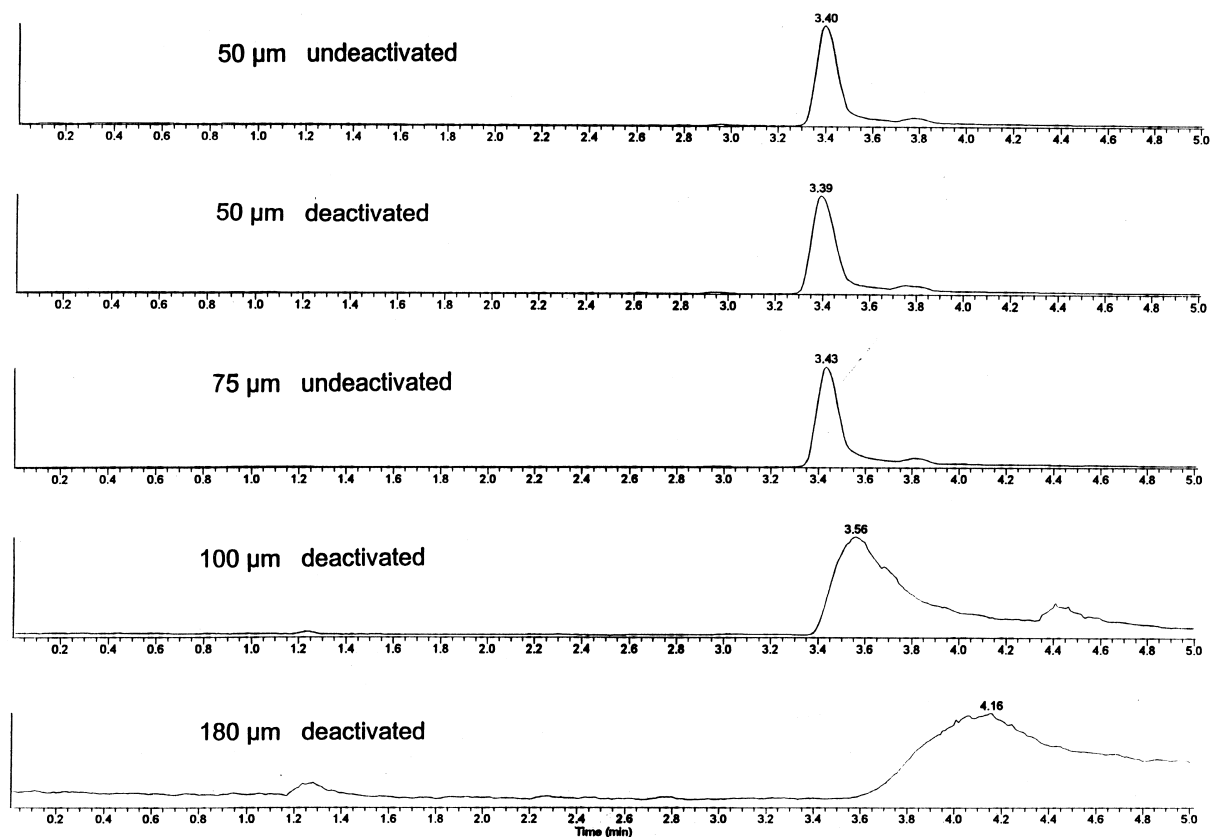 3.40
50 µm undeactivated
0.2 0.4 0.6 0.8 1.0 1.2 1.4 1.6 1.8 2.0 2.2 2.4 2.6 2.8 3.0 3.2 3.4 3.6 3.8 4.0 4.2 4.4 4.6 4.8 5.0
3.39
50 µm deactivated
0.2 0.4 0.6 0.8 1.0 1.2 1.4 1.6 1.8 2.0 2.2 2.4 2.6 2.8 3.0 3.2 3.4 3.6 3.8 4.0 4.2 4.4 4.6 4.8 5.0
3.43
75 µm undeactivated
0.2 0.4 0.6 0.8 1.0 1.2 1.4 1.6 1.8 2.0 2.2 2.4 2.6 2.8 3.0 3.2 3.4 3.6 3.8 4.0 4.2 4.4 4.6 4.8 5.0
3.56
100 µm deactivated
0.2 0.4 0.6 0.8 1.0 1.2 1.4 1.6 1.8 2.0 2.2 2.4 2.6 2.8 3.0 3.2 3.4 3.6 3.8 4.0 4.2 4.4 4.6 4.8 5.0
4.16
180 µm deactivated
0.2 0.4 0.6 0.8 1.0 1.2 1.4 1.6 1.8 2.0 2.2 2.4 2.6 2.8 3.0 3.2 3.4 3.6 3.8 4.0 4.2 4.4 4.6 4.8 5.0
Time (min)